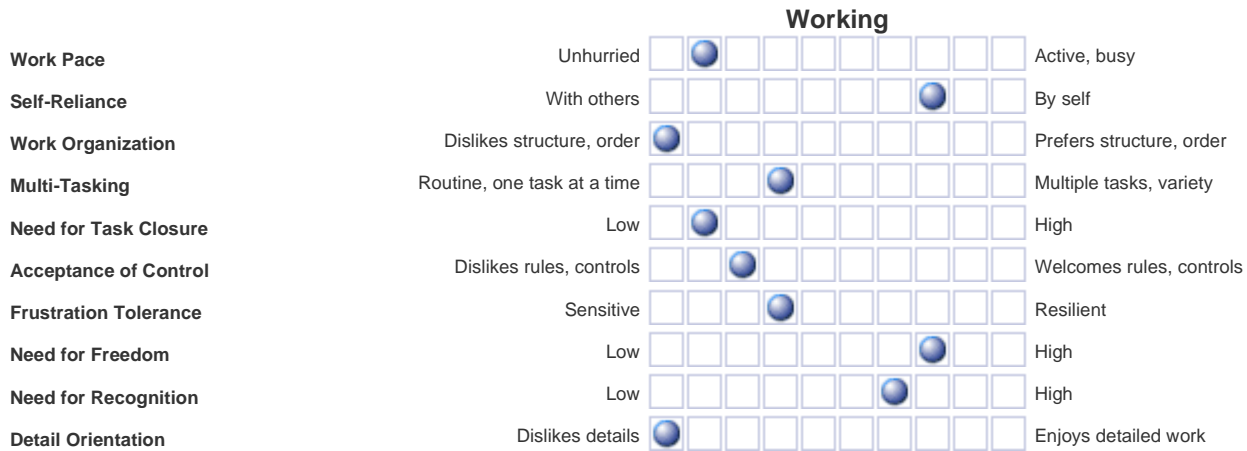 Working
Work Pace Unhurried Active, busy
Self-Reliance With others By self
Work Organization Dislikes structure, order Prefers structure, order
Multi-Tasking Routine, one task at a time Multiple tasks, variety
Need for Task Closure Low High
Acceptance of Control Dislikes rules, controls Welcomes rules, controls
Frustration Tolerance Sensitive Resilient
Need for Freedom Low High
Need for Recognition Low High
Detail Orientation Dislikes details Enjoys detailed work